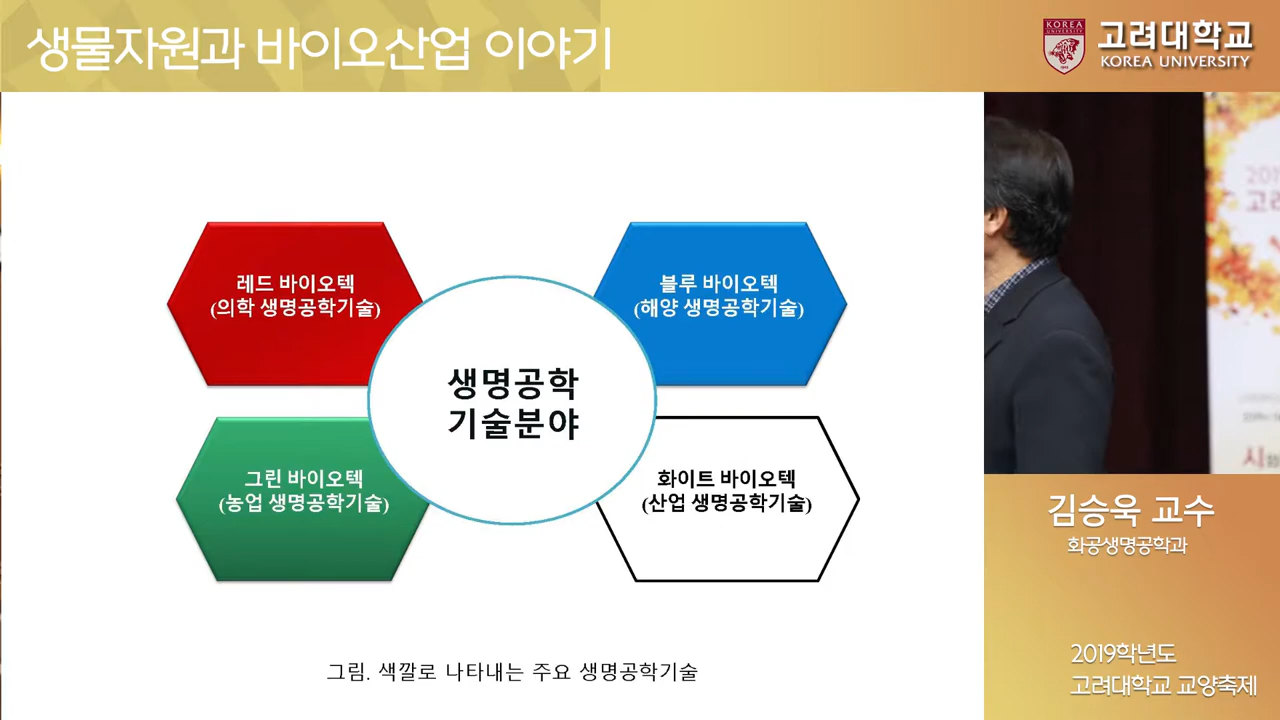 생물자원과 바이오산업 이야기
KOREA
UNIVERSITY
고려대학교
KOREA UNIVERSITY
레드 바이오텍
(의학 생명공학기술)
블루 바이오텍
(해양 생명공학기술)
생명공학
기술분야
그린 바이오텍
(농업 생명공학기술)
화이트 바이오텍
(산업 생명공학기술)
그림. 색깔로 나타내는 주요 생명공학기술
201
고려
시
김승욱 교수
화공생명공학과
2019학년도
고려대학교 교양축제